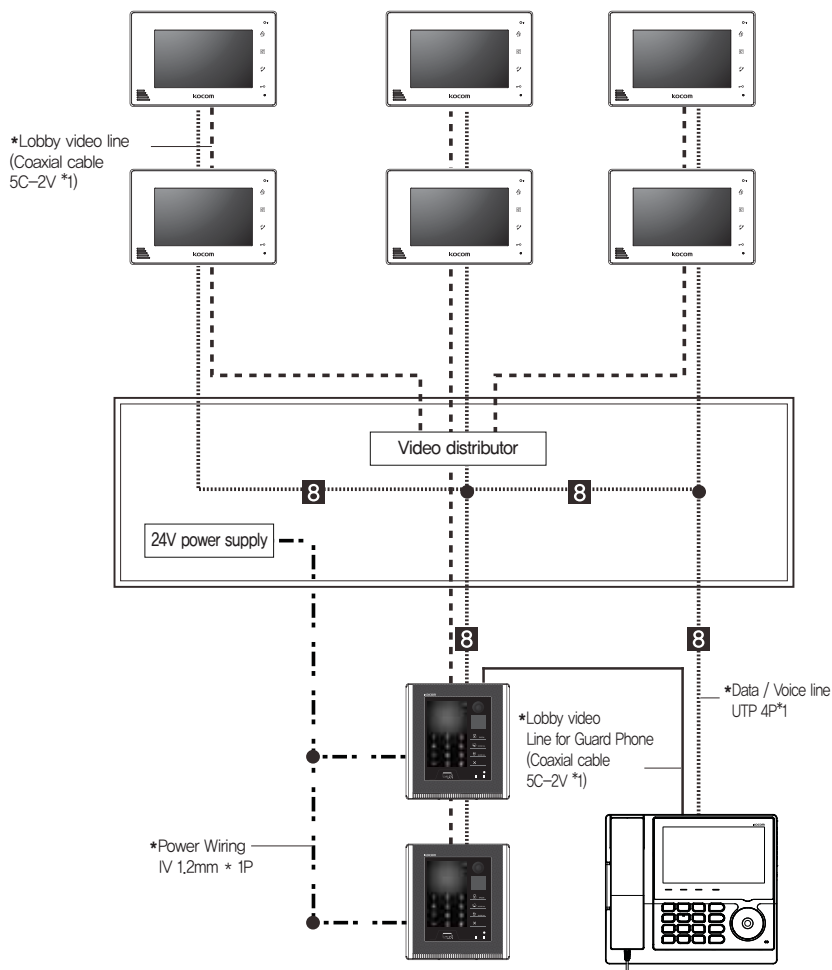 kocom
kocom
kocom
*Lobby video line
(Coaxial cable
5C-2V *1)
kocom
kocom
kocom
Video distributor
8
8
24V power supply
8
8
*Data / Voice line
UTP 4P*1
*Lobby video
Line for Guard Phone
(Coaxial cable
5C-2V *1)
*Power Wiring
IV 1.2mm * 1P